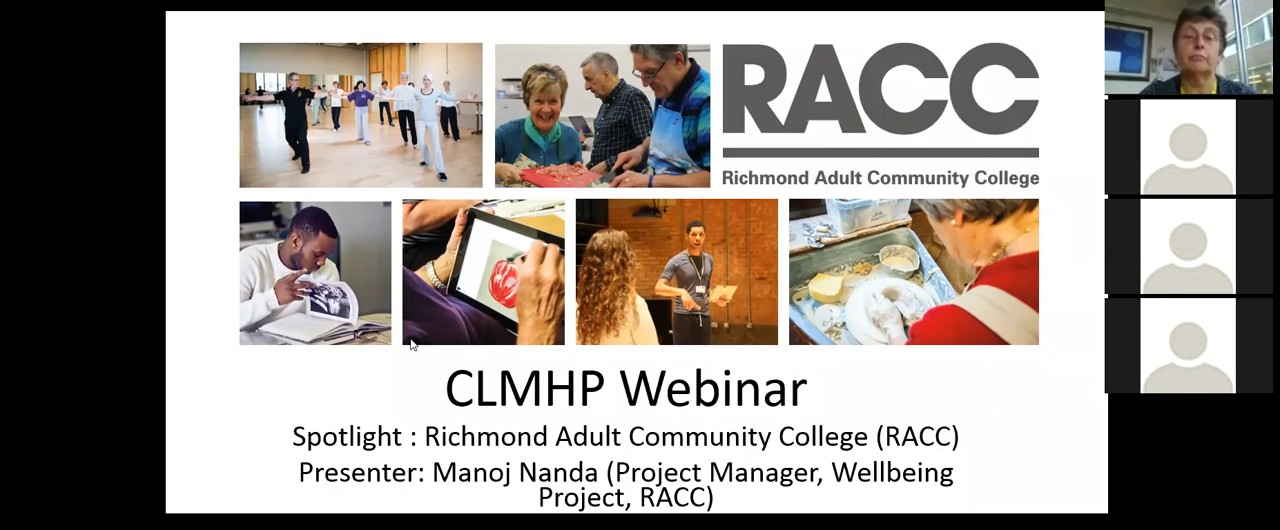 RACC
Richmond Adult Community College
CLMHP Webinar
Spotlight : Richmond Adult Community College (RACC)
Presenter: Manoj Nanda (Project Manager, Wellbeing
Project, RACC)